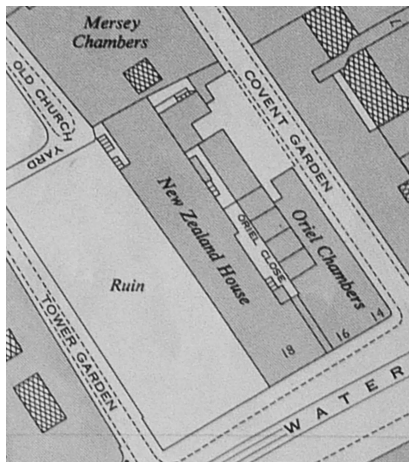 Mersey
Chambers
OLD CHURCH
YARD
COVENT GARDEN
New Zealand House
ORIEL CLOSE
Oriel Chambers
Ruin
TOWER GARDEN
18
16
14
WATER